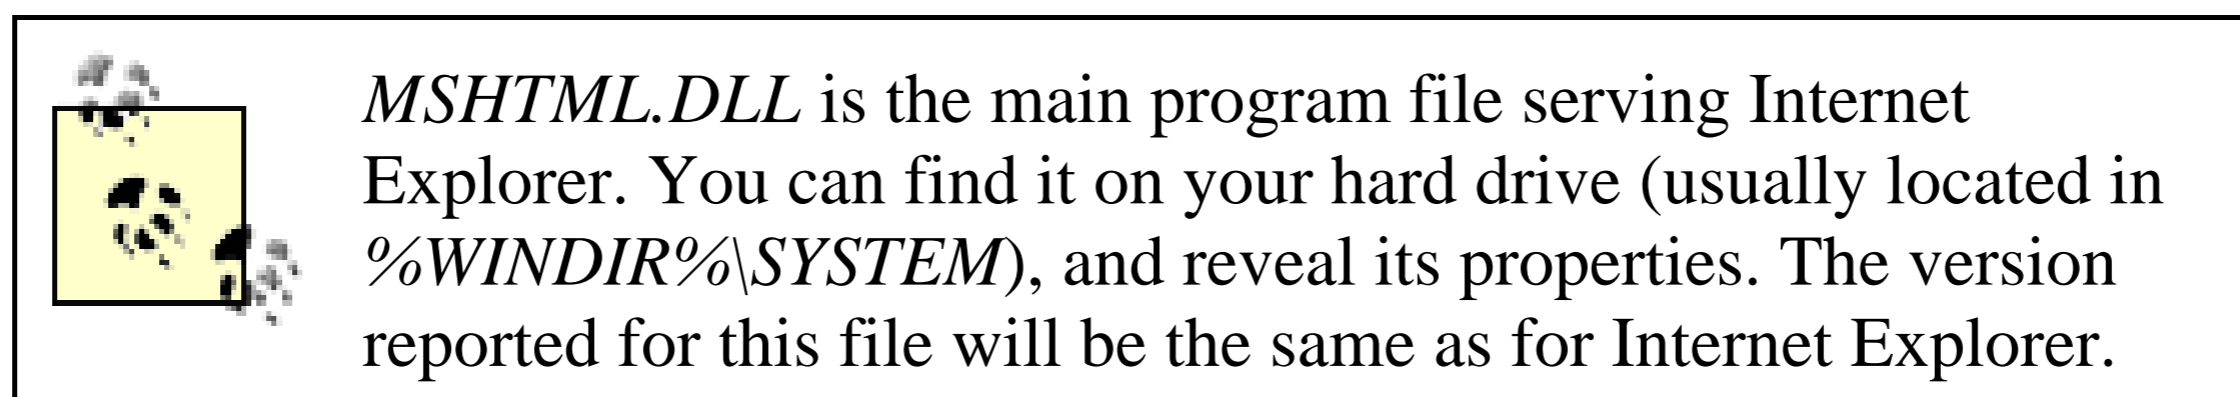 MSHTML.DLL is the main program file serving Internet
Explorer. You can find it on your hard drive (usually located in
%WINDIR%\SYSTEM), and reveal its properties. The version
reported for this file will be the same as for Internet Explorer.